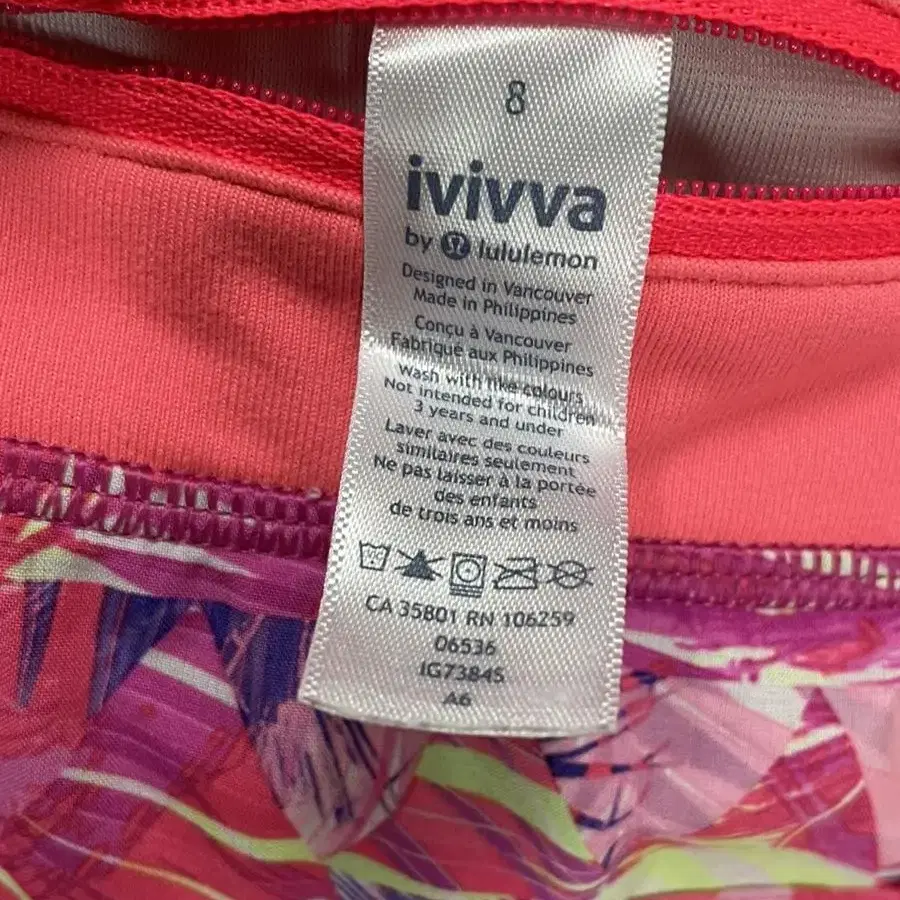 8
ivivva
by lululemon
Designed in Vancouver
Made in Philippines
Conçu à Vancouver
Fabriqué aux Philippines
Wash with like colours
Not intended for children
3 years and under
Laver avec des couleurs
similaires seulement
Ne pas laisser à la portée
des enfants
de trois ans et moins
CA 35801 RN 106259
06536
IG7384S
A6